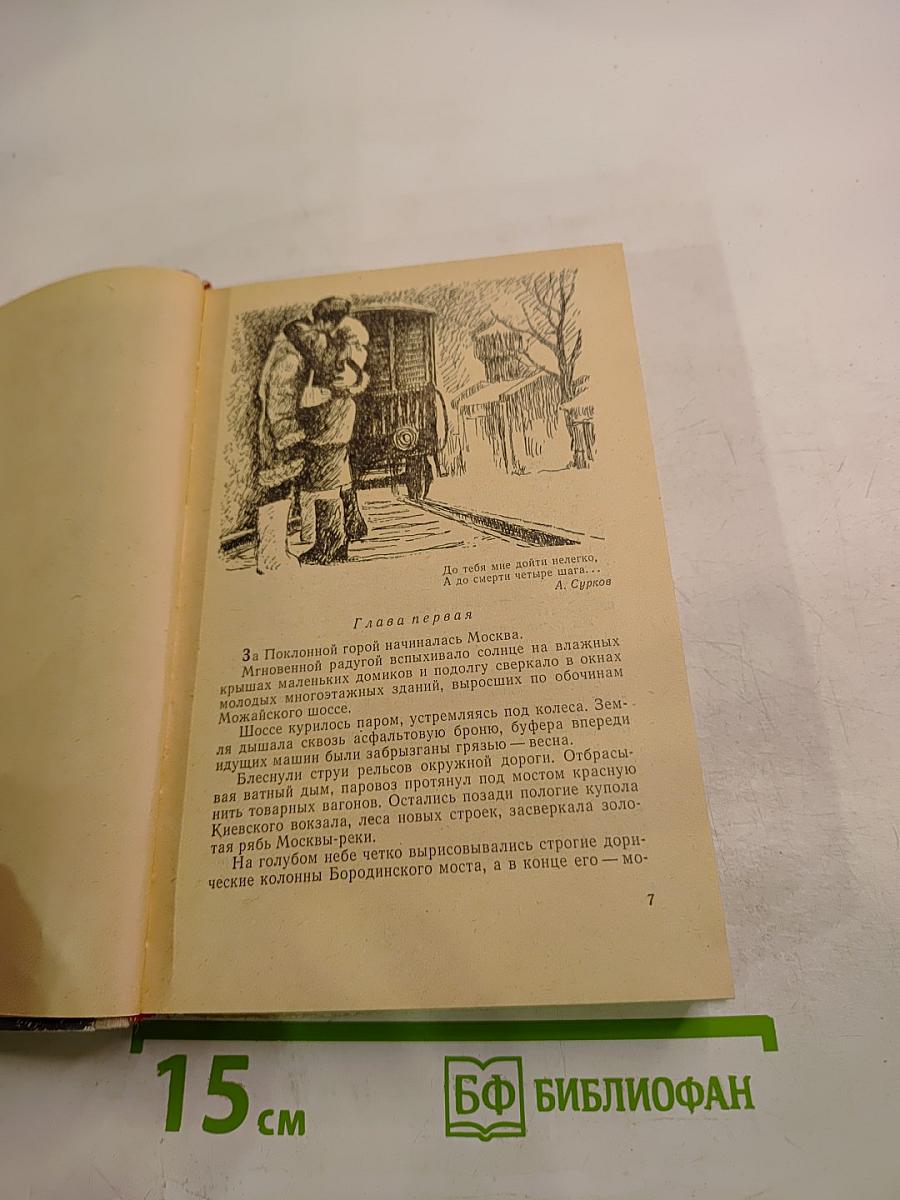 До тебя мне дойти нелегко,
А до смерти четыре шага...
А. Сурков
Глава первая
За Поклонной горой начиналась Москва.
Мгновенной радугой вспыхивало солнце на влажных
крышах маленьких домиков и подолгу сверкало в окнах
молодых многоэтажных зданий, выросших по обочинам
Можайского шоссе.
Шоссе курилось паром, устремляясь под колеса. Зем-
ля дышала сквозь асфальтовую броню, буфера впереди
идущих машин были забрызганы грязью — весна.
Блеснули струи рельсов окружной дороги. Отбрасы-
вая ватный дым, паровоз протянул под мостом красную
нить товарных вагонов. Остались позади пологие купола
Киевского вокзала, леса новых строек, засверкала золо-
тая рябь Москвы-реки.
На голубом небе четко вырисовывались строгие дори-
ческие колонны Бородинского моста, а в конце его — мо-
7
15 см
БФ БИБЛИОФАН